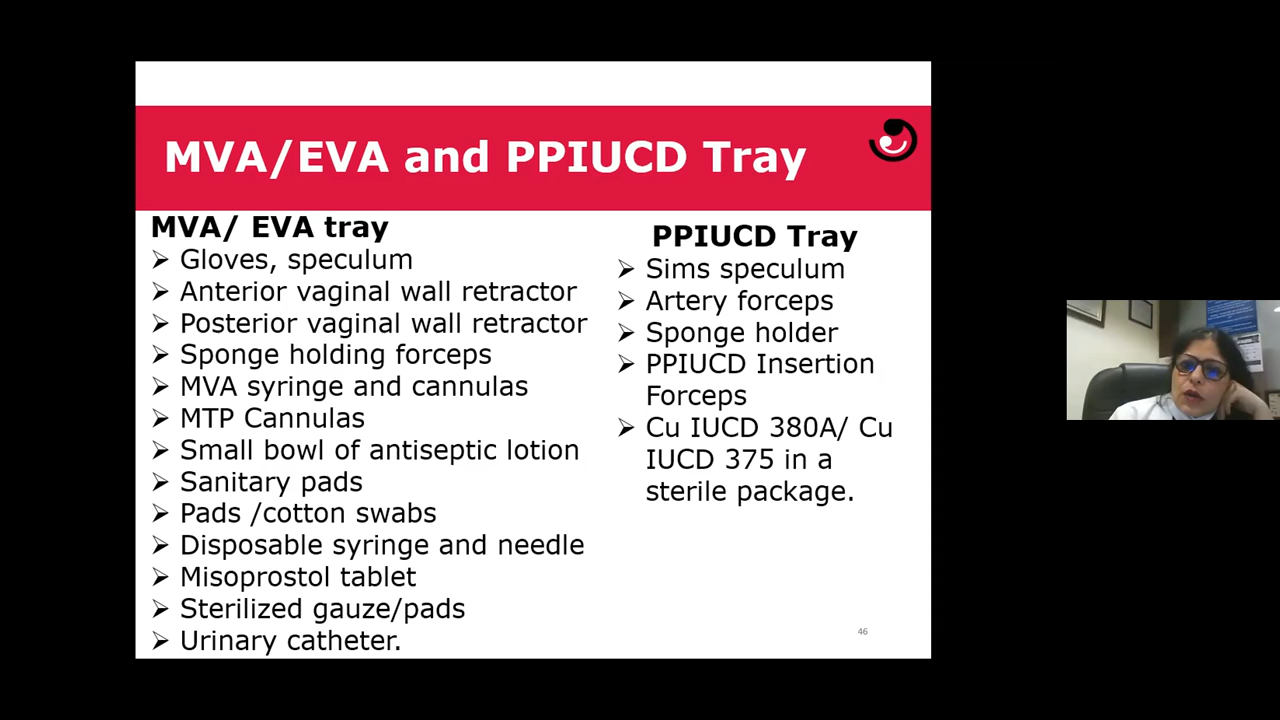 MVA/EVA and PPIUCD Tray
MVA/ EVA tray
➢ Gloves, speculum
➢ Anterior vaginal wall retractor
➢ Posterior vaginal wall retractor
➢ Sponge holding forceps
➢ MVA syringe and cannulas
➢ MTP Cannulas
➢ Small bowl of antiseptic lotion
➢ Sanitary pads
➢ Pads /cotton swabs
➢ Disposable syringe and needle
➢ Misoprostol tablet
➢ Sterilized gauze/pads
➢ Urinary catheter.
PPIUCD Tray
➢ Sims speculum
➢ Artery forceps
➢ Sponge holder
➢ PPIUCD Insertion
Forceps
➢ Cu IUCD 380A/ Cu
IUCD 375 in a
sterile package.
46